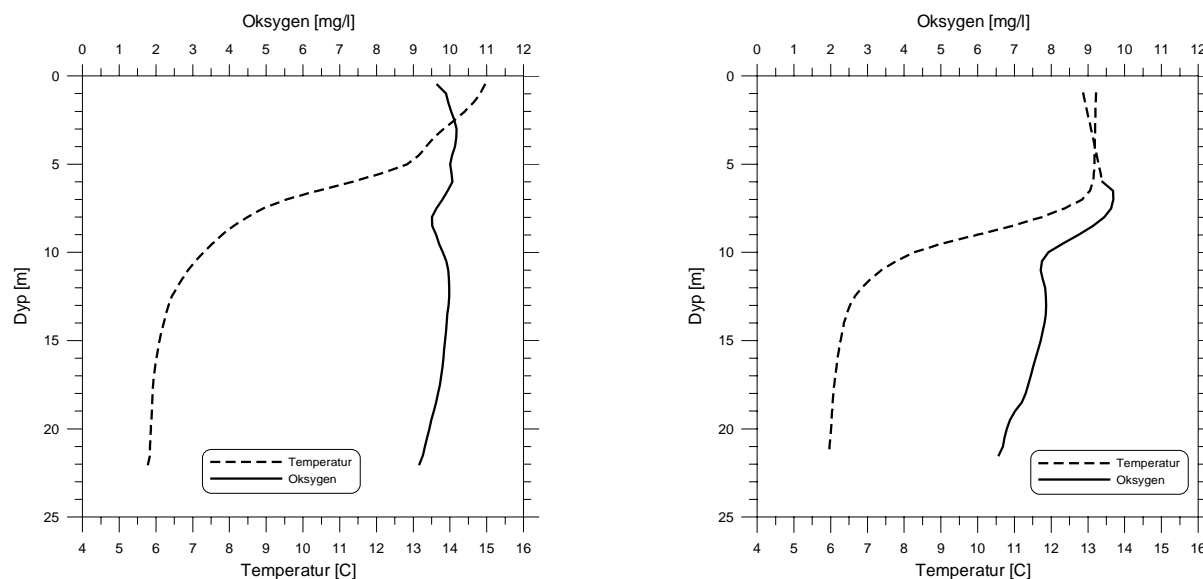 Oksygen [mg/l]
0 1 2 3 4 5 6 7 8 9 10 11 12
0
5
10
15
20
25
Dyp [m]
Temperatur
Oksygen
4 5 6 7 8 9 10 11 12 13 14 15 16
Temperatur [C]
Oksygen [mg/l]
0 1 2 3 4 5 6 7 8 9 10 11 12
0
5
10
15
20
25
Dyp [m]
Temperatur
Oksygen
4 5 6 7 8 9 10 11 12 13 14 15 16
Temperatur [C]